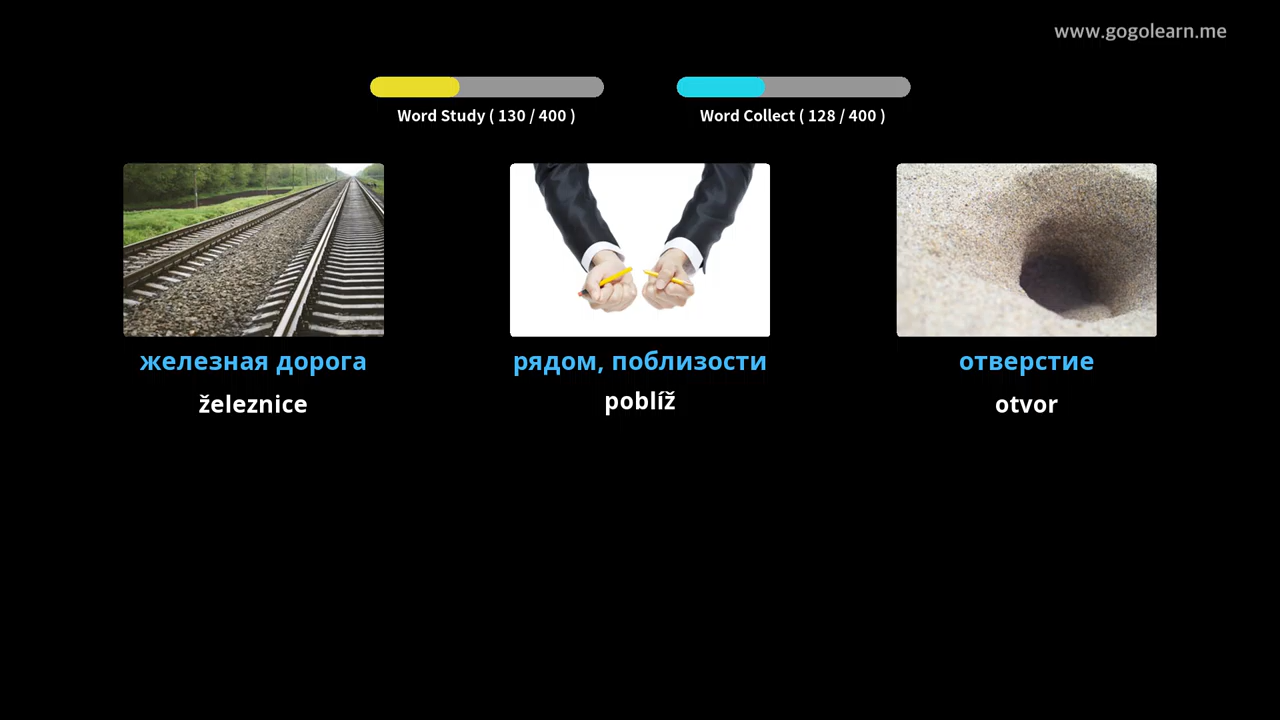 www.gogolearn.me
Word Study ( 130 / 400 )
Word Collect ( 128 / 400 )
железная дорога
železnice
рядом, поблизости
poblíž
отверстие
otvor